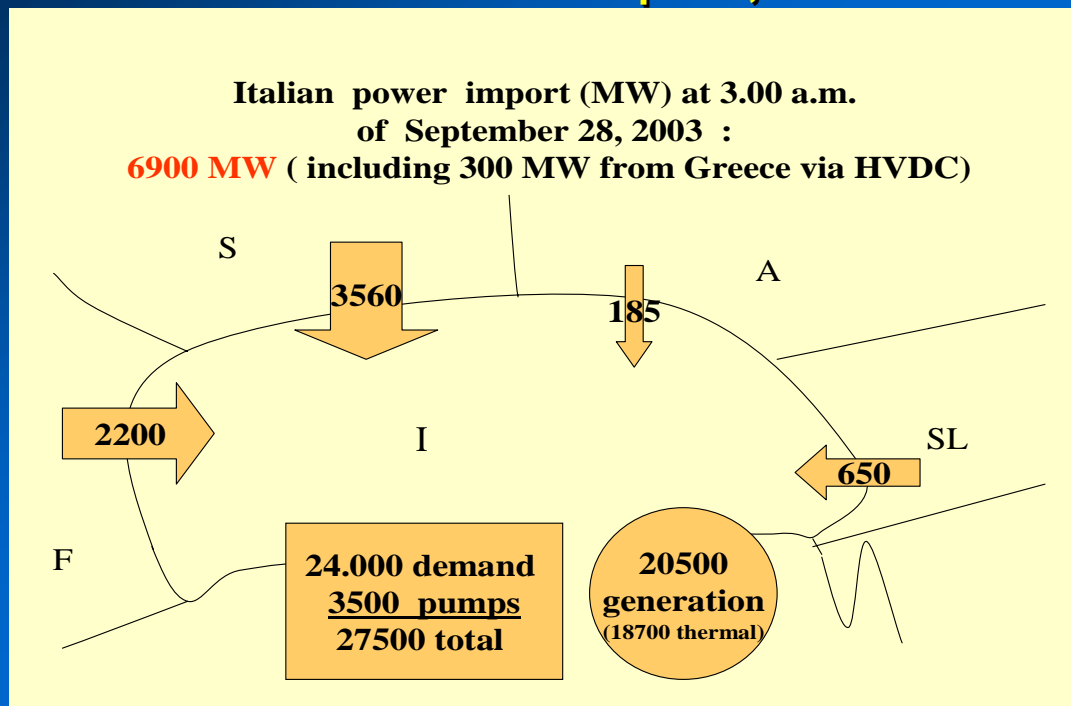 Italian power import (MW) at 3.00 a.m.
of September 28, 2003 :
6900 MW ( including 300 MW from Greece via HVDC)
S
A
3560
185
2200
I
SL
650
F
24.000 demand
3500 pumps
27500 total
20500
generation
(18700 thermal)